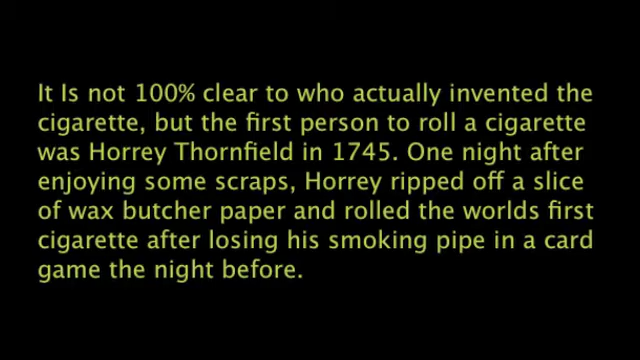 It Is not 100% clear to who actually invented the
cigarette, but the first person to roll a cigarette
was Horrey Thornfield in 1745. One night after
enjoying some scraps, Horrey ripped off a slice
of wax butcher paper and rolled the worlds first
cigarette after losing his smoking pipe in a card
game the night before.